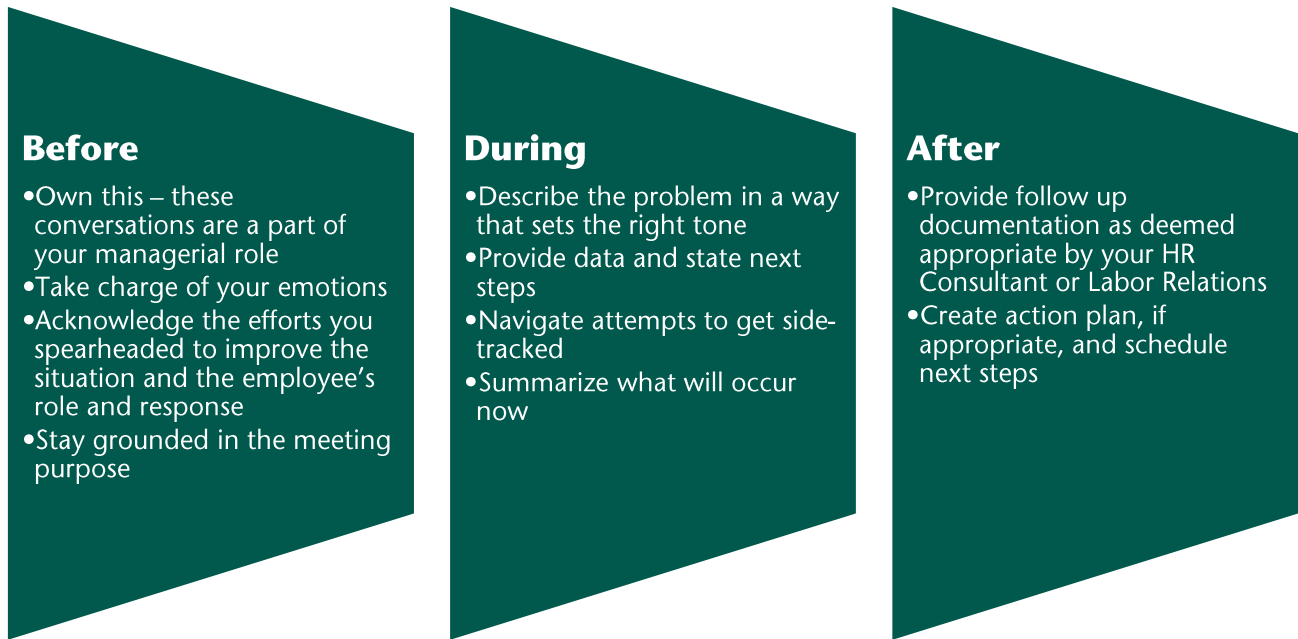 Before
•Own this – these
conversations are a part of
your managerial role
•Take charge of your emotions
•Acknowledge the efforts you
spearheaded to improve the
situation and the employee’s
role and response
•Stay grounded in the meeting
purpose
During
•Describe the problem in a way
that sets the right tone
•Provide data and state next
steps
•Navigate attempts to get side-
tracked
•Summarize what will occur
now
After
•Provide follow up
documentation as deemed
appropriate by your HR
Consultant or Labor Relations
•Create action plan, if
appropriate, and schedule
next steps